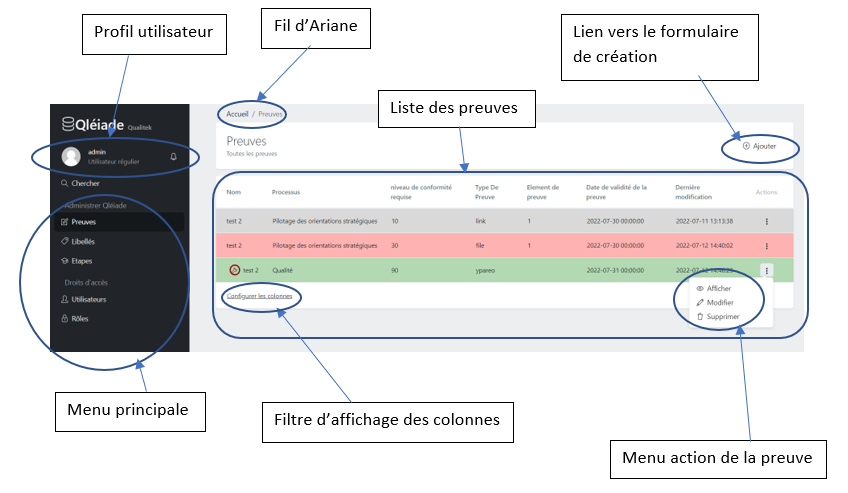 Profil utilisateur
Fil d'Ariane
Lien vers le formulaire
de création
Liste des preuves
Qléiade Qualitek
admin
Utilisateur régulier
Chercher
Administrer Qléiade
Preuves
Libellés
Etapes
Droits d'accès
Utilisateurs
Rôles
Accueil / Preuves
Preuves
Toutes les preuves
Ajouter
Nom Processus niveau de conformité requise Type De Preuve Element de preuve Date de validité de la preuve Dernière modification Actions
test 2 Pilotage des orientations stratégiques 10 link 1 2022-07-30 00:00:00 2022-07-11 13:13:38
test 2 Pilotage des orientations stratégiques 30 file 1 2022-07-30 00:00:00 2022-07-12 14:40:02
test 2 Qualité 90 ypareo 2022-07-31 00:00:00
Configurer les colonnes
Afficher
Modifier
Supprimer
Menu principale
Filtre d'affichage des colonnes
Menu action de la preuve